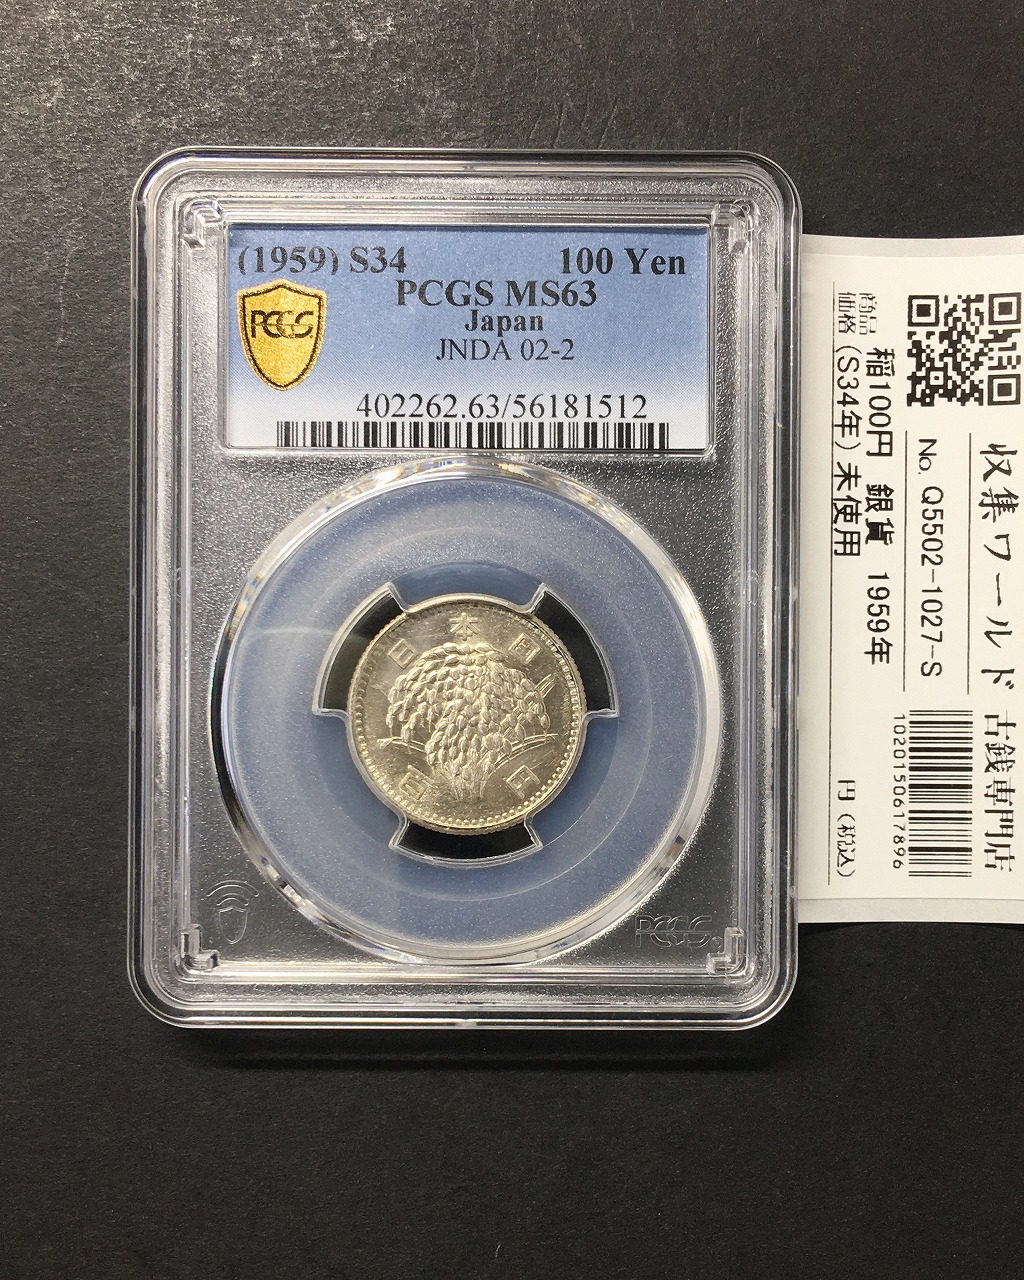 (1959) S34 100 Yen
PCGS MS63
Japan
JNDA 02-2
PCGS
402262.63/56181512
日本国
百円
PCGS
収集ワールド 古銭専門店
No. Q5502-1027-S
1020150617896
商品 稲100円 銀貨 1959年
価格 (S34年) 未使用
円 (税込)